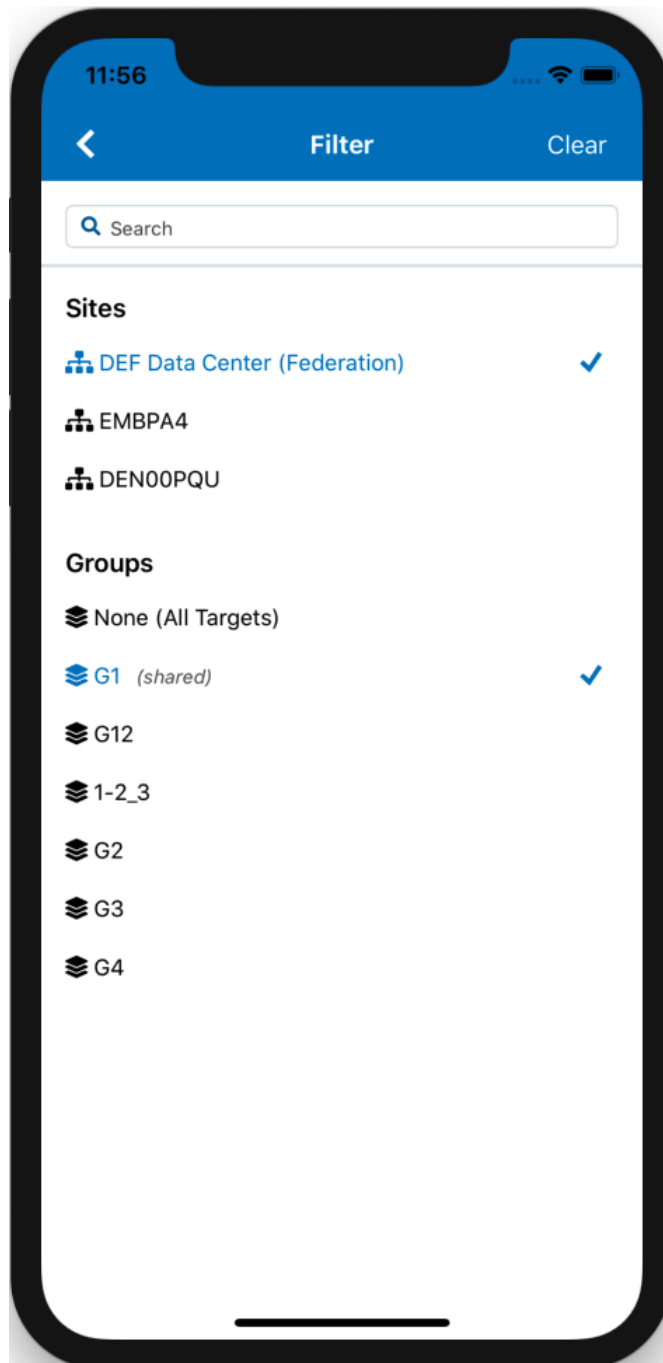 11:56
Filter
Clear
Search
Sites
DEF Data Center (Federation)
EMBPA4
DEN00PQU
Groups
None (All Targets)
G1 (shared)
G12
1-2_3
G2
G3
G4